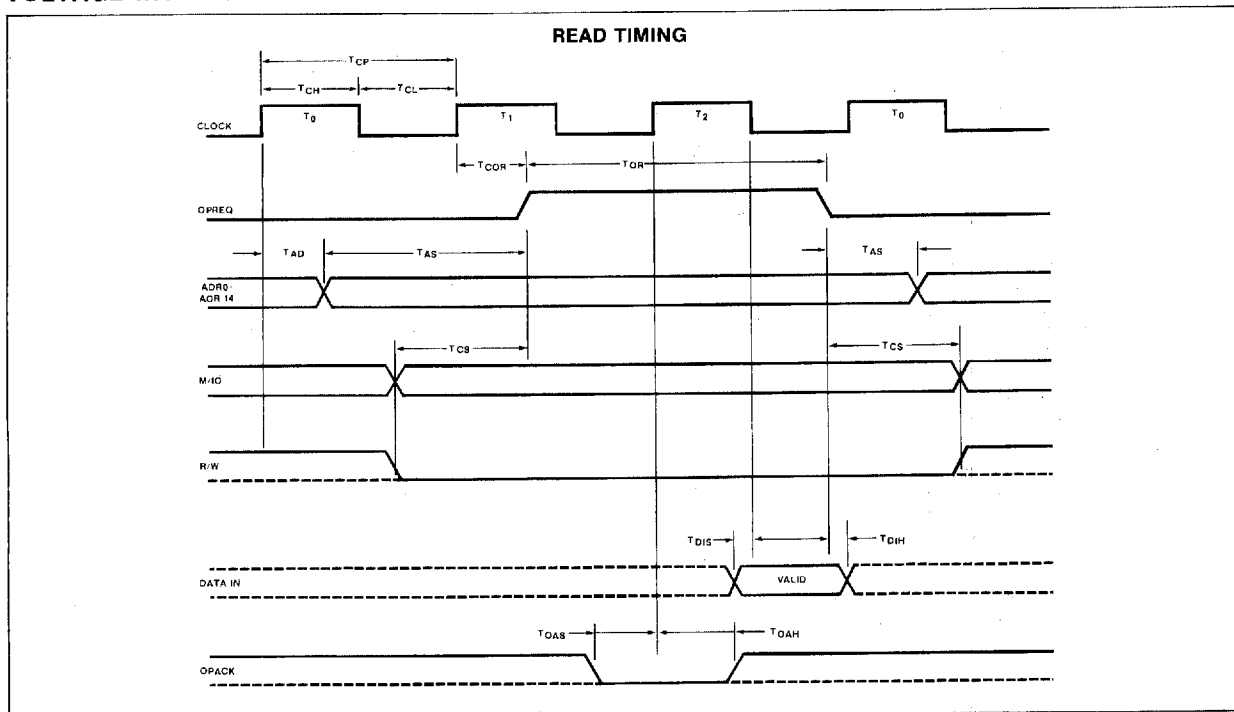 READ TIMING
TCP
TCH TCL
CLOCK T0 T1 T2 T0
TCOR TOR
OPREQ
TAD TAS TAS
ADR0-
ADR 14
TCS TCS
M/IO
R/W
TDIS TDIH
DATA IN VALID
TOAS TOAH
OPACK